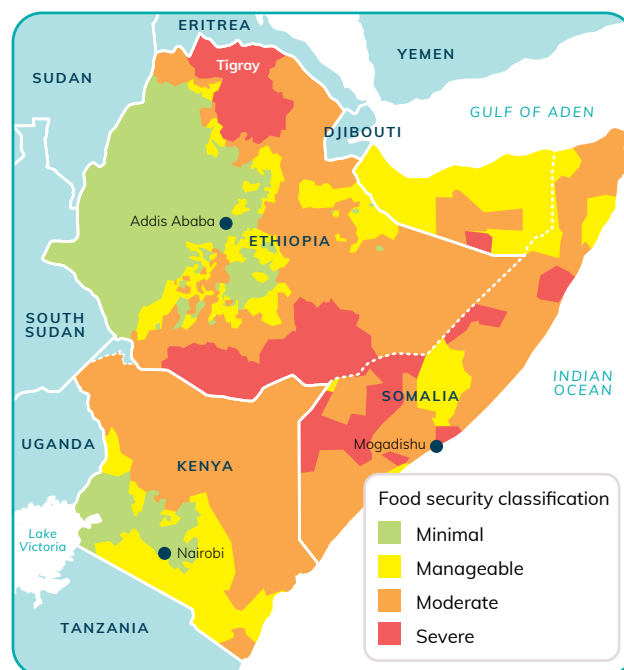 ERITREA
YEMEN
Tigray
SUDAN
GULF OF ADEN
DJIBOUTI
Addis Ababa
ETHIOPIA
SOUTH
SUDAN
INDIAN
OCEAN
SOMALIA
UGANDA
Mogadishu
KENYA
Food security classification
Minimal
Lake
Victoria
Nairobi
Manageable
Moderate
TANZANIA
Severe